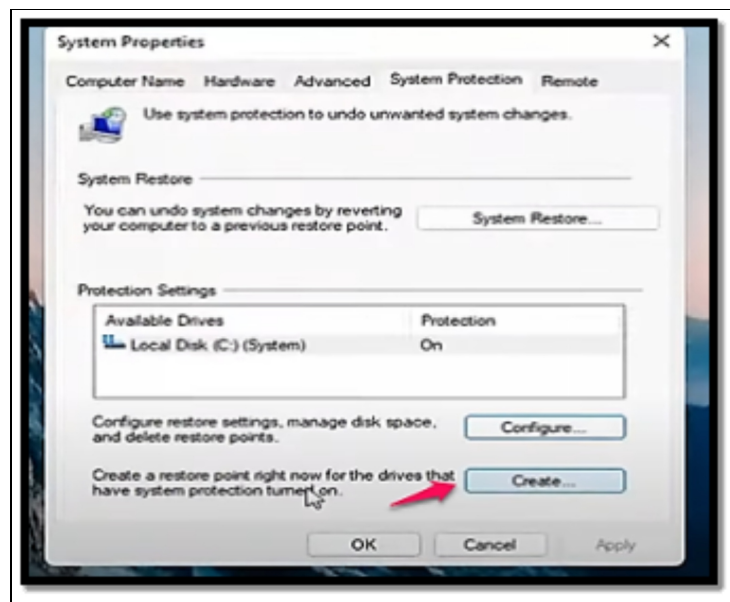 System Properties
Computer Name Hardware Advanced System Protection Remote
Use system protection to undo unwanted system changes.
System Restore
You can undo system changes by reverting
your computer to a previous restore point.
System Restore...
Protection Settings
Available Drives Protection
Local Disk (C:) (System) On
Configure restore settings, manage disk space,
and delete restore points.
Configure...
Create a restore point right now for the drives that
have system protection turned on.
Create...
OK Cancel Apply